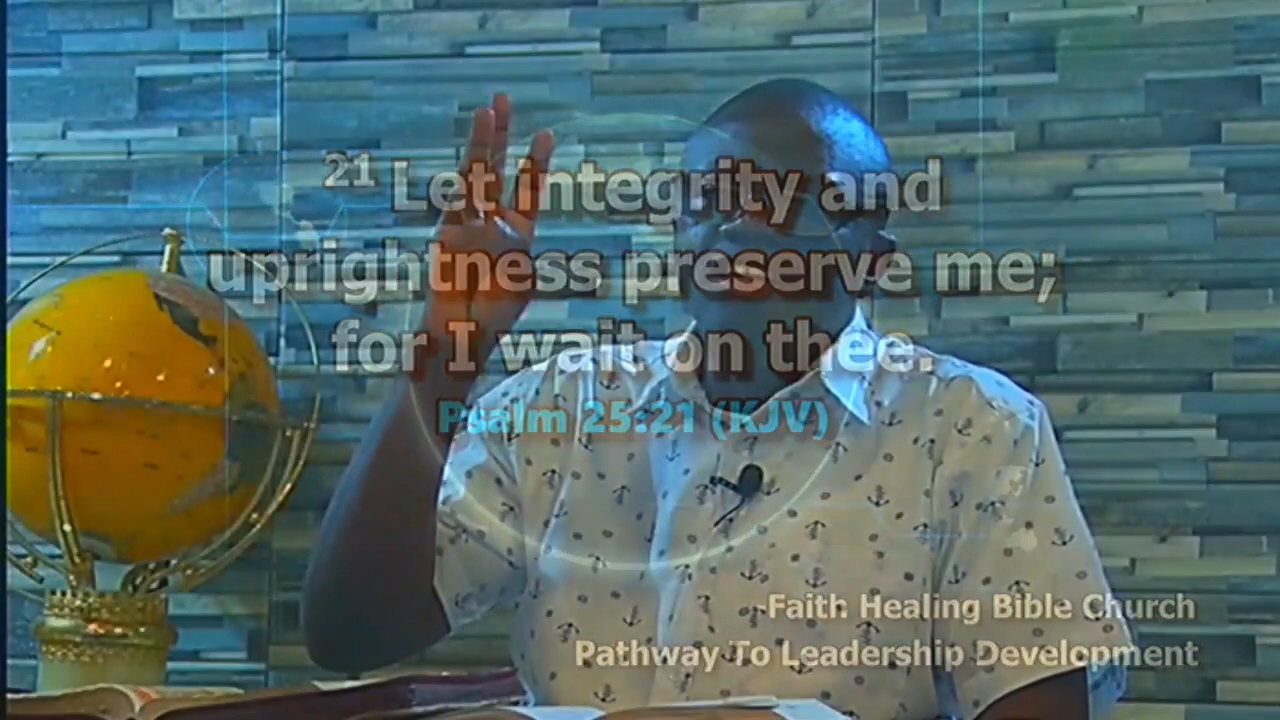 21 Let integrity and
uprightness preserve me;
for I wait on thee.
Psalm 25:21 (KJV)
Faith Healing Bible Church
Pathway To Leadership Development